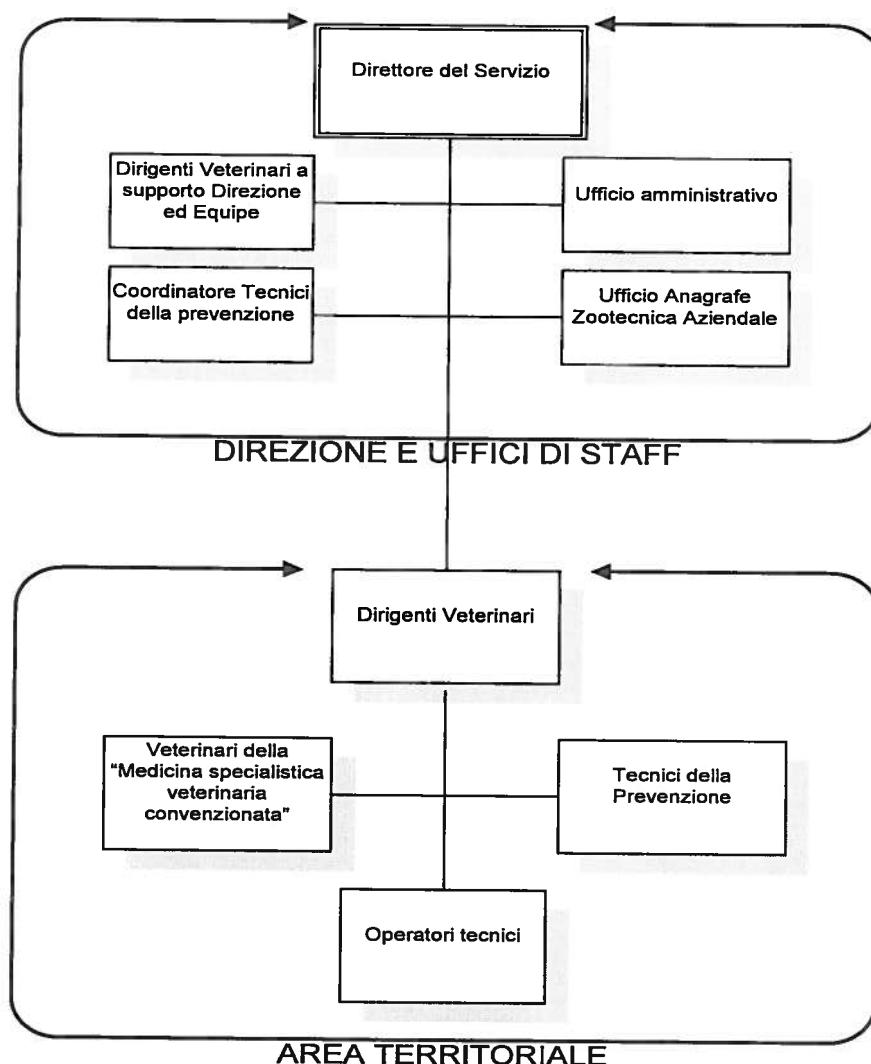 Direttore del Servizio
Dirigenti Veterinari a
supporto Direzione
ed Equipe
Ufficio amministrativo
Coordinatore Tecnici
della prevenzione
Ufficio Anagrafe
Zootecnica Aziendale
DIREZIONE E UFFICI DI STAFF
Dirigenti Veterinari
Veterinari della
"Medicina specialistica
veterinaria
convenzionata"
Tecnici della
Prevenzione
Operatori tecnici
AREA TERRITORIALE